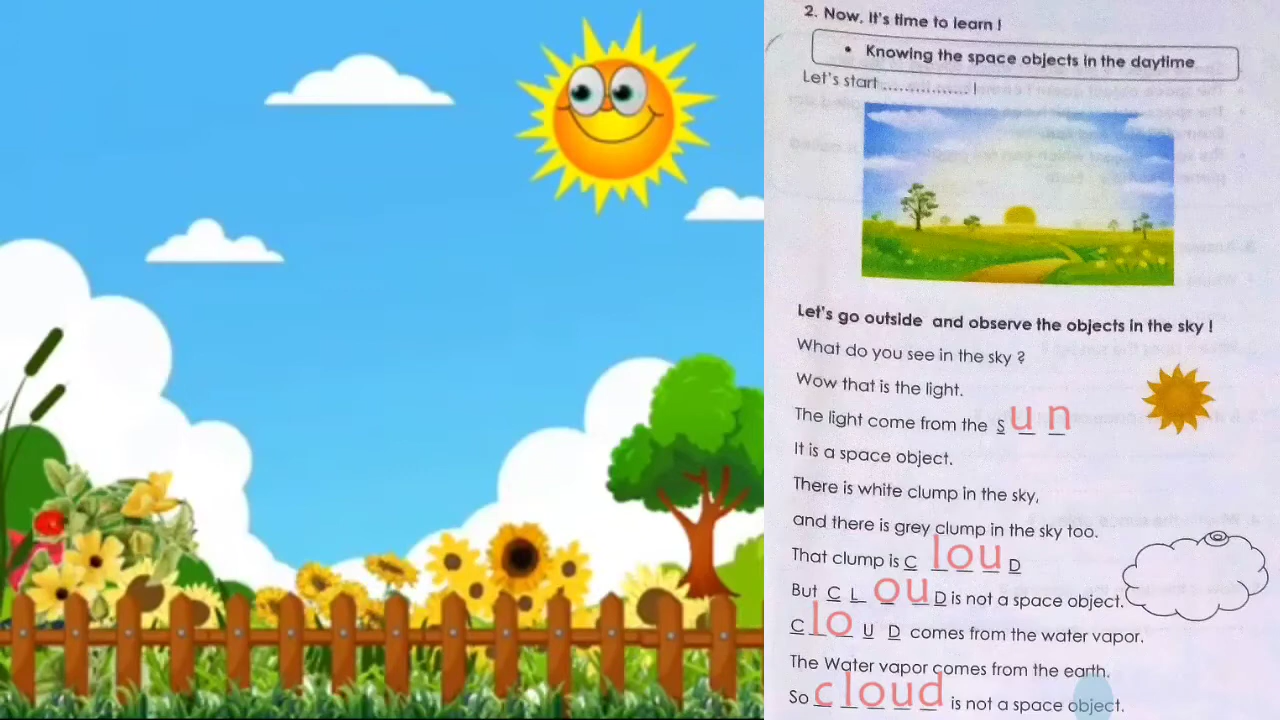 2. Now, it's time to learn !
• Knowing the space objects in the daytime
Let's start ................ !
Let's go outside and observe the objects in the sky !
What do you see in the sky ?
Wow that is the light.
The light come from the S u n
It is a space object.
There is white clump in the sky,
and there is grey clump in the sky too.
That clump is C lou D
But C L ou D is not a space object.
C lo U D comes from the water vapor.
The Water vapor comes from the earth.
So cloud is not a space object.